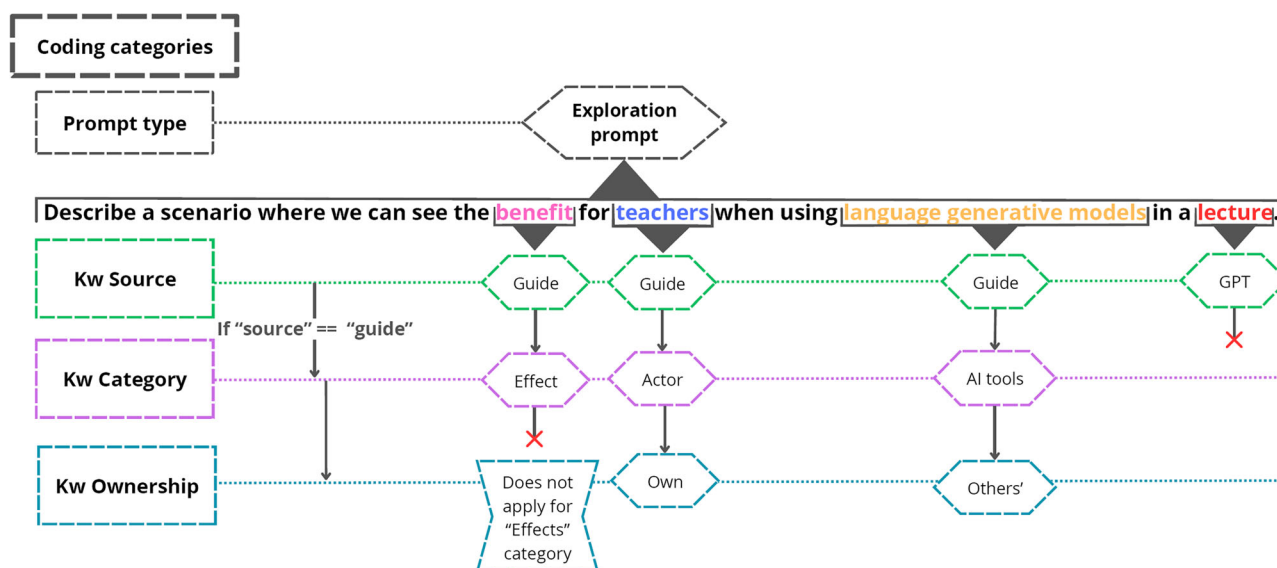 Coding categories
Prompt type
Exploration
prompt
Describe a scenario where we can see the benefit for teachers when using language generative models in a lecture.
Kw Source
Guide
Guide
Guide
GPT
If “source” == “guide”
Kw Category
Effect
Actor
AI tools
Kw Ownership
Does not
apply for
“Effects”
category
Own
Others’